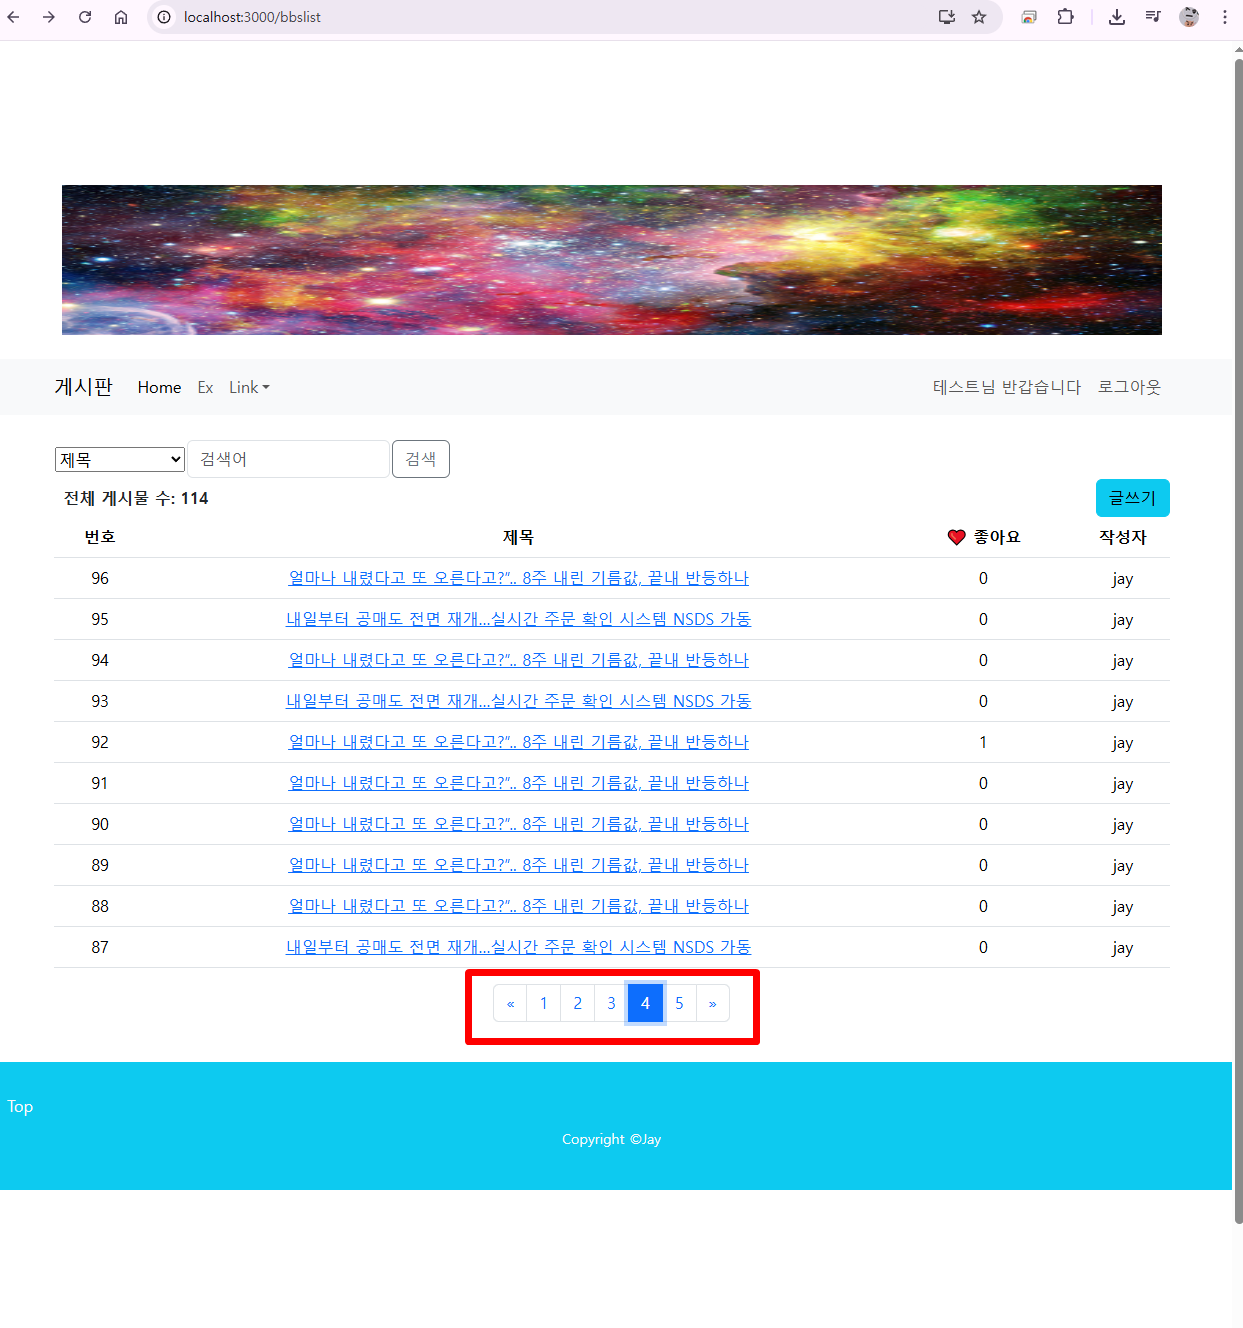 localhost:3000/bbslist
게시판 Home Ex Link 테스트님 반갑습니다 로그아웃
제목 검색어 검색
전체 게시물 수: 114 글쓰기
번호 제목 좋아요 작성자
96 얼마나 내렸다고 또 오른다고?”.. 8주 내린 기름값, 끝내 반등하나 0 jay
95 내일부터 공매도 전면 재개…실시간 주문 확인 시스템 NSDS 가동 0 jay
94 얼마나 내렸다고 또 오른다고?”.. 8주 내린 기름값, 끝내 반등하나 0 jay
93 내일부터 공매도 전면 재개…실시간 주문 확인 시스템 NSDS 가동 0 jay
92 얼마나 내렸다고 또 오른다고?”.. 8주 내린 기름값, 끝내 반등하나 1 jay
91 얼마나 내렸다고 또 오른다고?”.. 8주 내린 기름값, 끝내 반등하나 0 jay
90 얼마나 내렸다고 또 오른다고?”.. 8주 내린 기름값, 끝내 반등하나 0 jay
89 얼마나 내렸다고 또 오른다고?”.. 8주 내린 기름값, 끝내 반등하나 0 jay
88 얼마나 내렸다고 또 오른다고?”.. 8주 내린 기름값, 끝내 반등하나 0 jay
87 내일부터 공매도 전면 재개…실시간 주문 확인 시스템 NSDS 가동 0 jay
« 1 2 3 4 5 »
Top
Copyright ©Jay